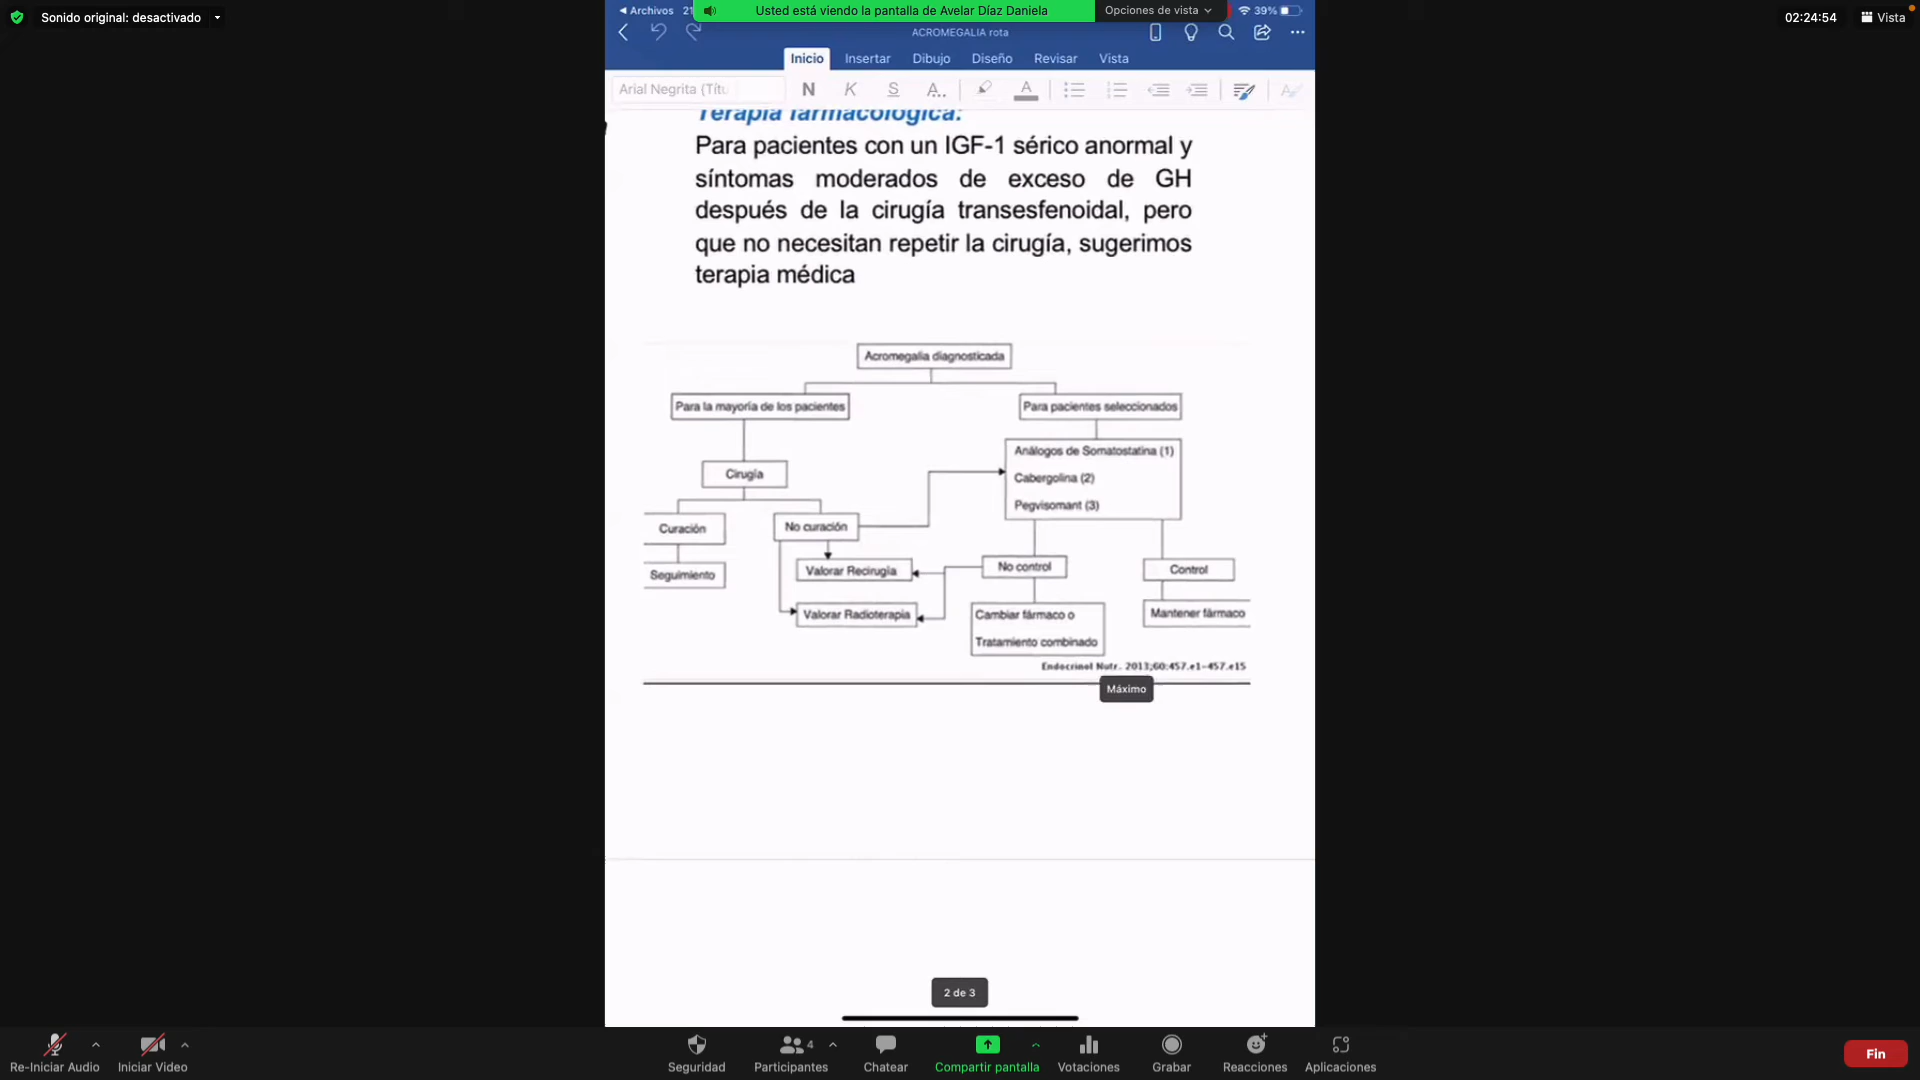 Sonido original: desactivado
Archivos 21
Usted está viendo la pantalla de Avelar Díaz Daniela
Opciones de vista
39%
02:24:54
Vista
ACROMEGALIA rota
Inicio Insertar Dibujo Diseño Revisar Vista
Arial Negrita (Títu
N K S A..
A
Terapia farmacológica:
Para pacientes con un IGF-1 sérico anormal y
síntomas moderados de exceso de GH
después de la cirugía transesfenoidal, pero
que no necesitan repetir la cirugía, sugerimos
terapia médica
Acromegalia diagnosticada
Para la mayoría de los pacientes
Para pacientes seleccionados
Análogos de Somatostatina (1)
Cabergolina (2)
Pegvisomant (3)
Cirugía
Curación
No curación
Seguimiento
Valorar Recirugía
Valorar Radioterapia
No control
Control
Cambiar fármaco o
Tratamiento combinado
Mantener fármaco
Endocrinol Nutr. 2013;60:457.e1-457.e15
Máximo
2 de 3
Re-Iniciar Audio
Iniciar Video
Seguridad
4
Participantes
Chatear
Compartir pantalla
Votaciones
Grabar
Reacciones
Aplicaciones
Fin